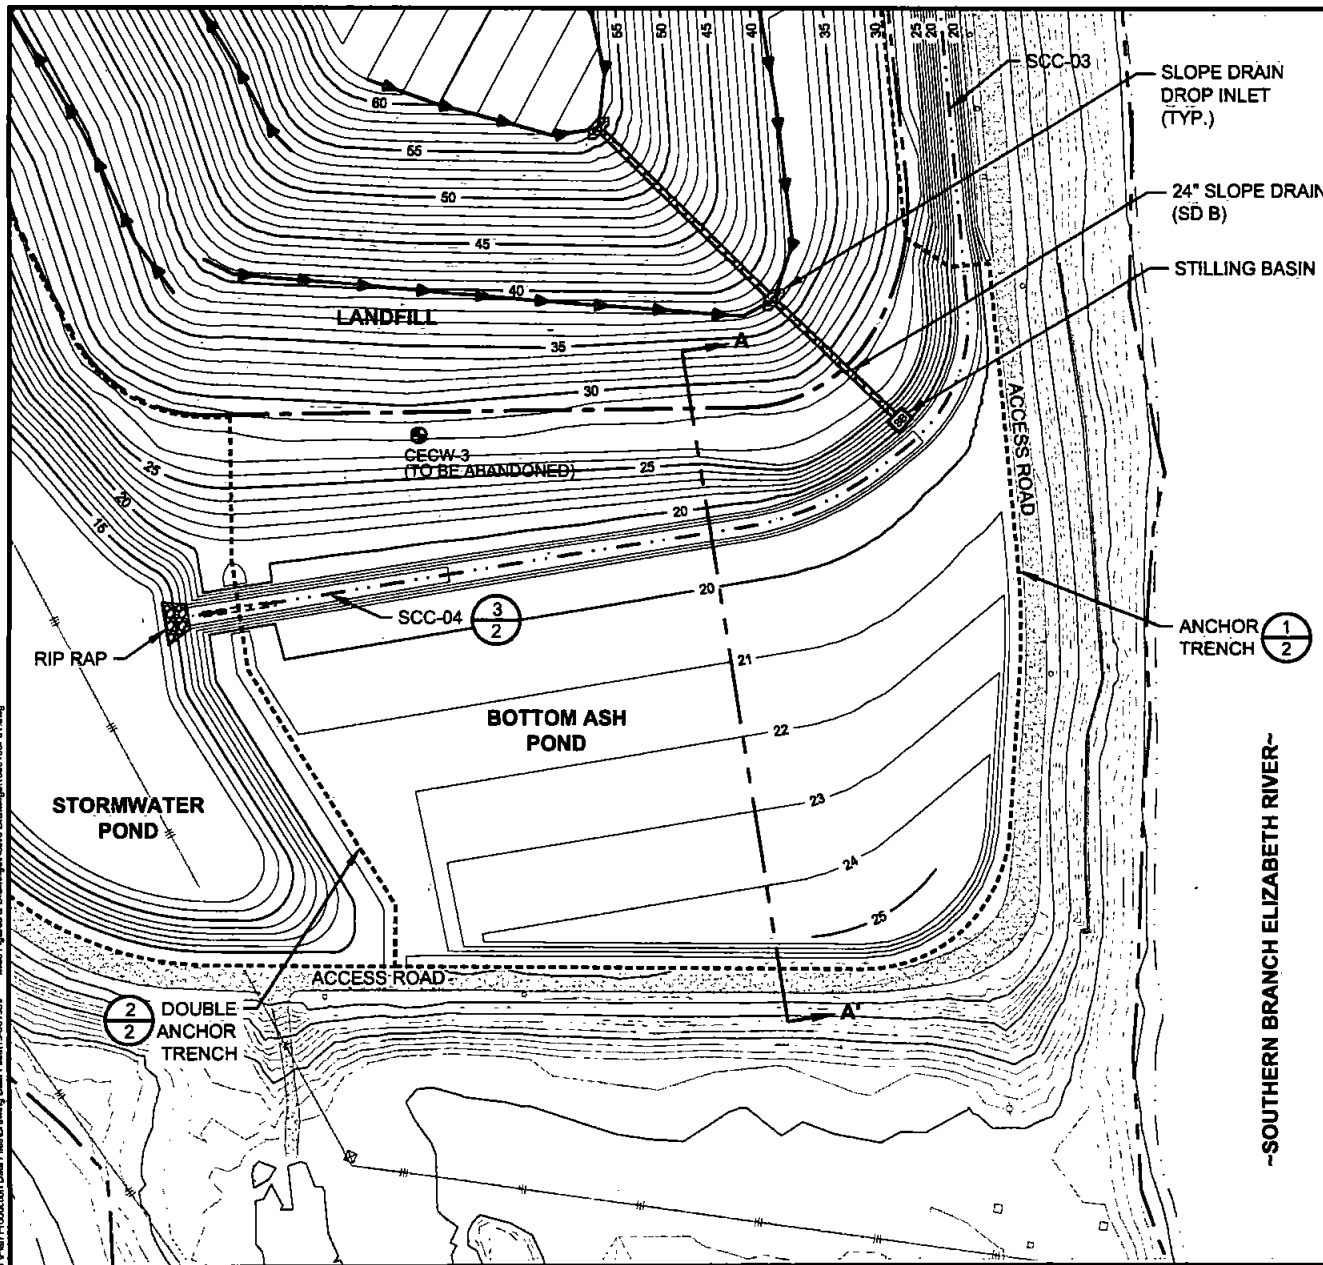 55
50
45
40
35
30
25
20
20
SCC-03
SLOPE DRAIN
DROP INLET
(TYP.)
24" SLOPE DRAIN
(SD B)
STILLING BASIN
60
55
50
45
40
LANDFILL
35
30
A
ACCESS ROAD
CECW-3
(TO BE ABANDONED)
25
25
20
15
20
20
SCC-04
3
2
RIP RAP
ANCHOR
TRENCH
1
2
21
22
23
24
25
BOTTOM ASH
POND
STORMWATER
POND
~SOUTHERN BRANCH ELIZABETH RIVER~
ACCESS ROAD
2
2
DOUBLE
ANCHOR
TRENCH
A'